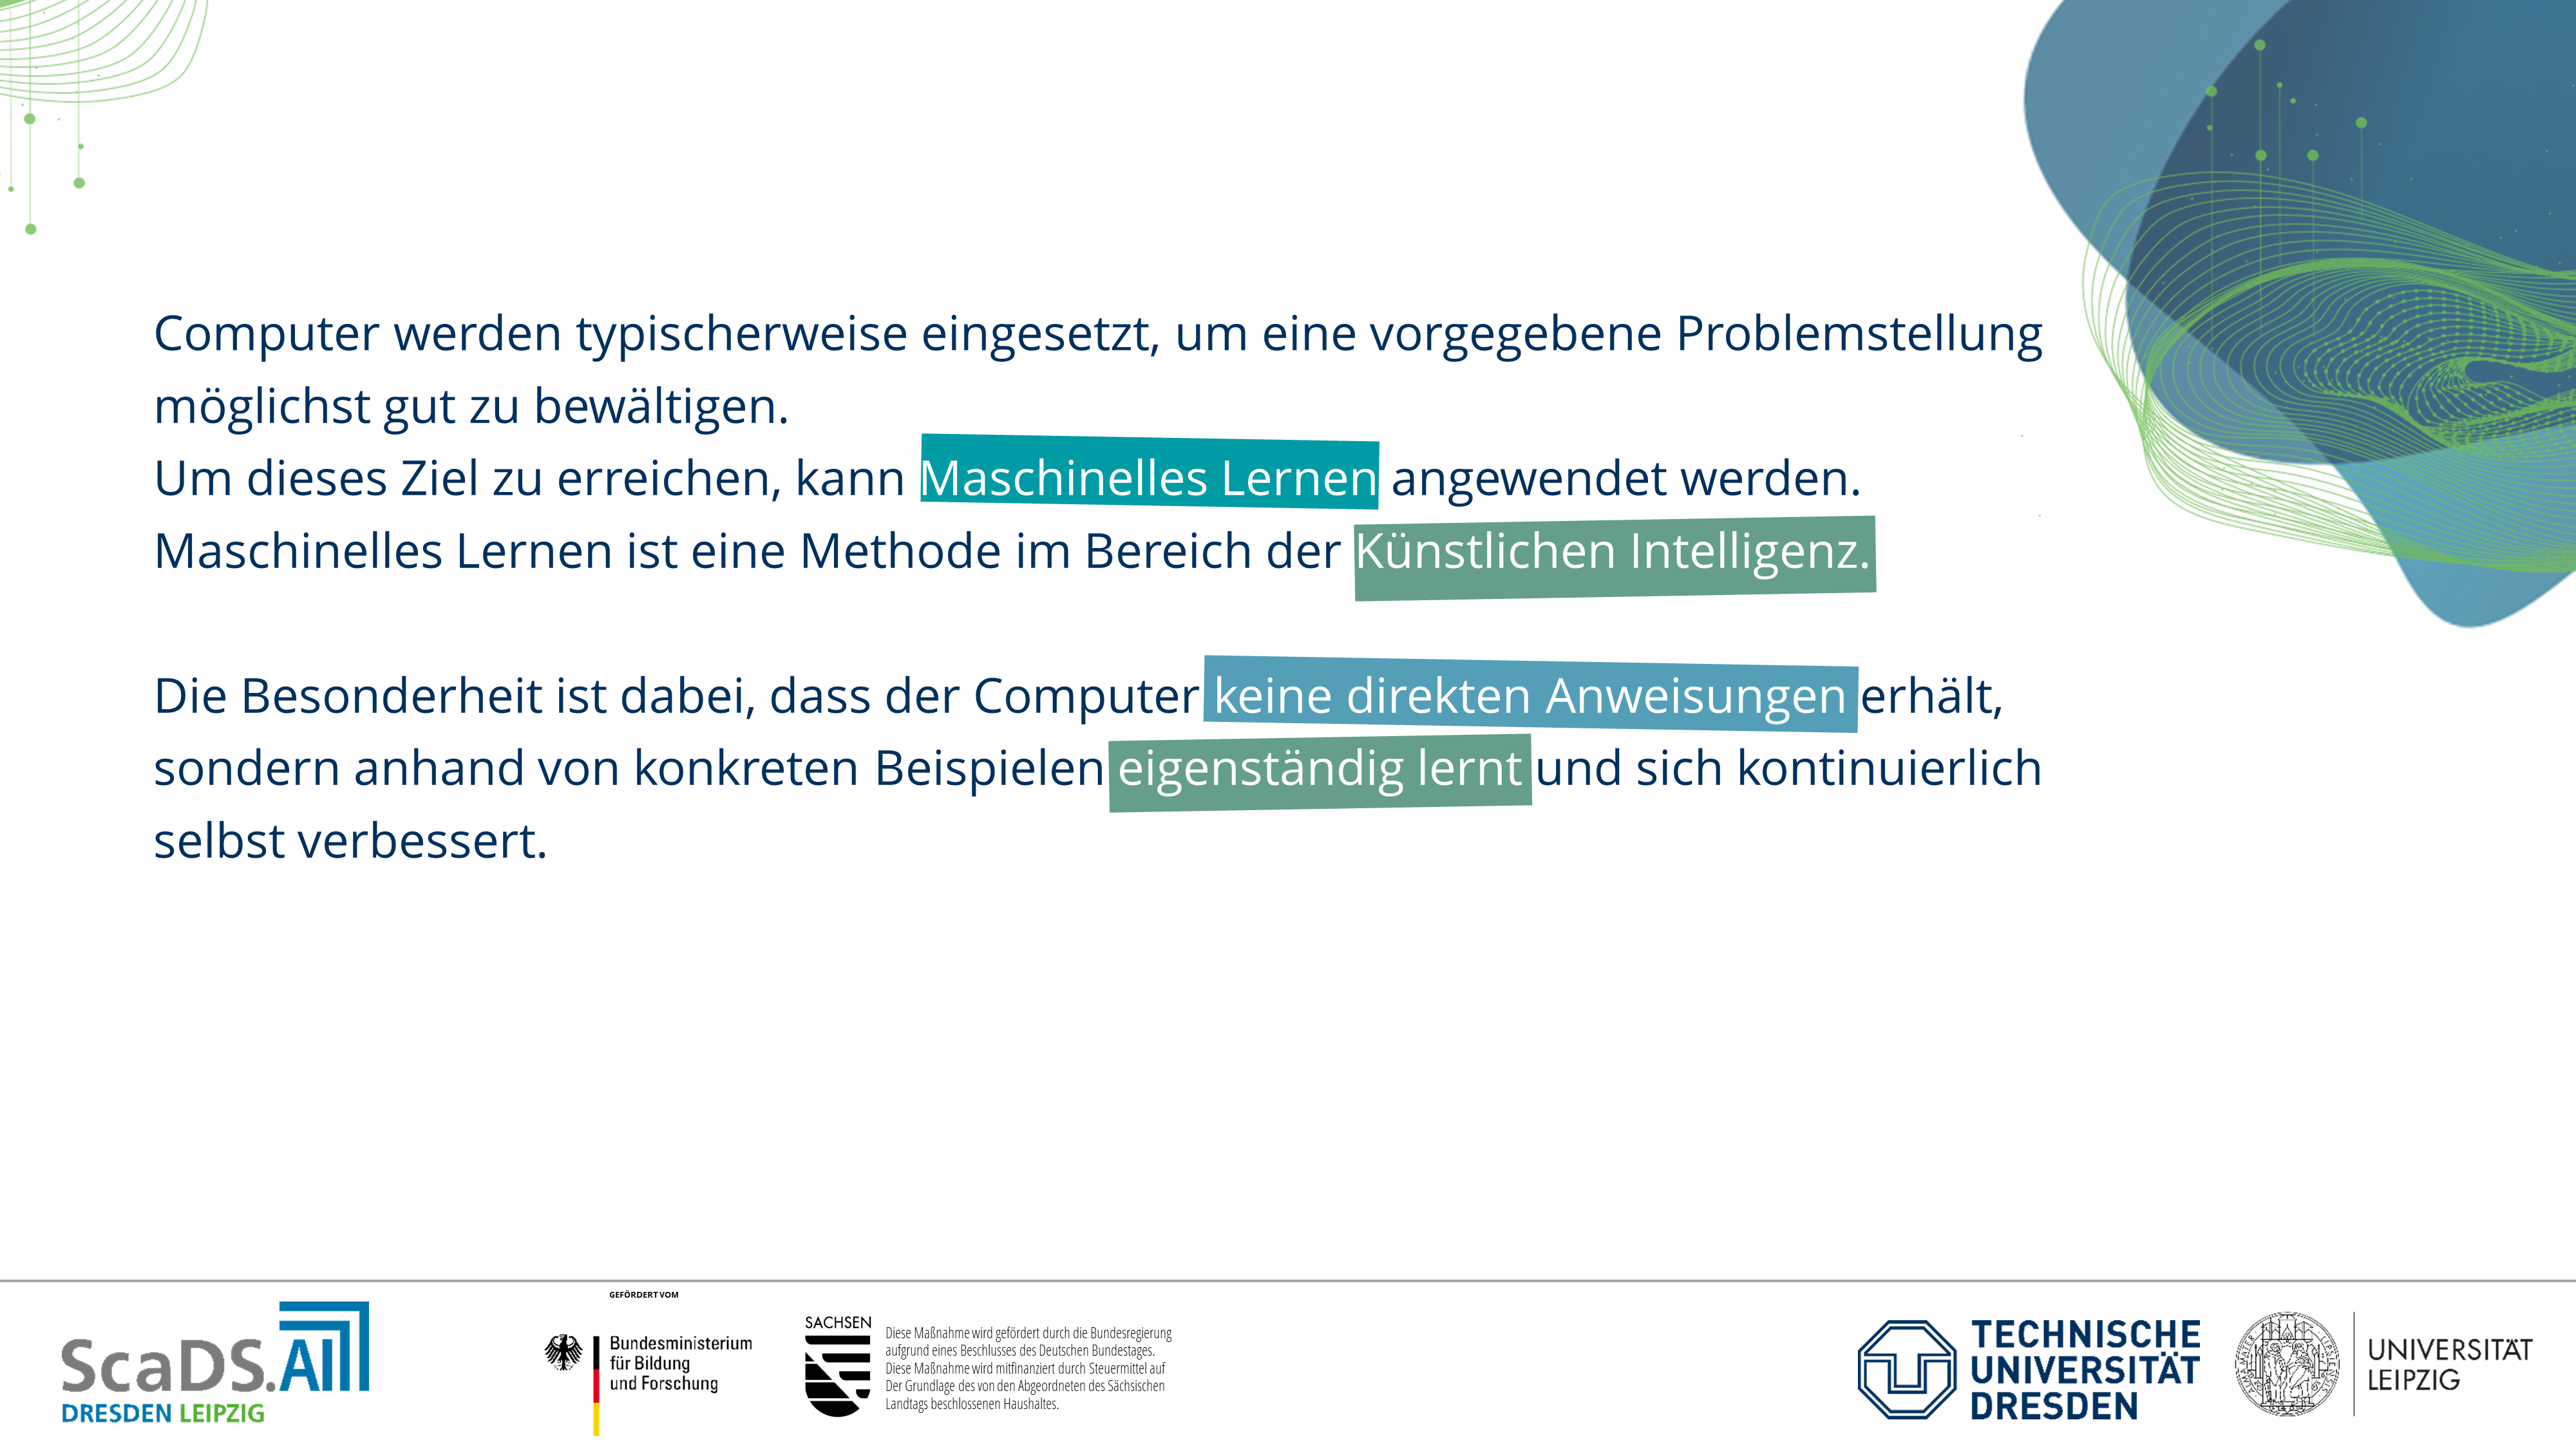 Computer werden typischerweise eingesetzt, um eine vorgegebene Problemstellung
möglichst gut zu bewältigen.
Um dieses Ziel zu erreichen, kann Maschinelles Lernen angewendet werden.
Maschinelles Lernen ist eine Methode im Bereich der Künstlichen Intelligenz.
Die Besonderheit ist dabei, dass der Computer keine direkten Anweisungen erhält,
sondern anhand von konkreten Beispielen eigenständig lernt und sich kontinuierlich
selbst verbessert.
ScaDS.AI
DRESDEN LEIPZIG
GEFÖRDERT VOM
Bundesministerium
für Bildung
und Forschung
SACHSEN
Diese Maßnahme wird gefördert durch die Bundesregierung
aufgrund eines Beschlusses des Deutschen Bundestages.
Diese Maßnahme wird mitfinanziert durch Steuermittel auf
Der Grundlage des von den Abgeordneten des Sächsischen
Landtags beschlossenen Haushaltes.
TECHNISCHE
UNIVERSITÄT
DRESDEN
UNIVERSITÄT
LEIPZIG